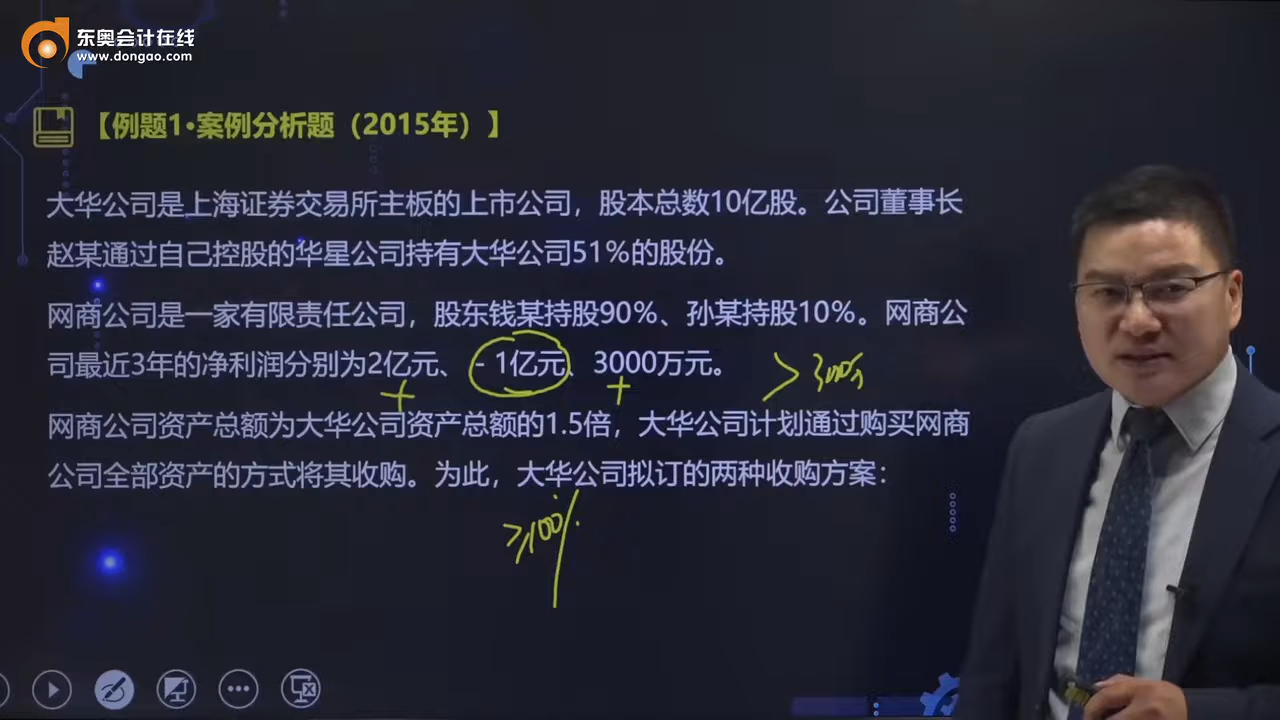 东奥会计在线
www.dongao.com
【例题1•案例分析题（2015年）】
大华公司是上海证券交易所主板的上市公司，股本总数10亿股。公司董事长
赵某通过自己控股的华星公司持有大华公司51%的股份。
网商公司是一家有限责任公司，股东钱某持股90%、孙某持股10%。网商公
司最近3年的净利润分别为2亿元、- 1亿元、3000万元。
+ +
网商公司资产总额为大华公司资产总额的1.5倍，大华公司计划通过购买网商
公司全部资产的方式将其收购。为此，大华公司拟订的两种收购方案：
≥100%